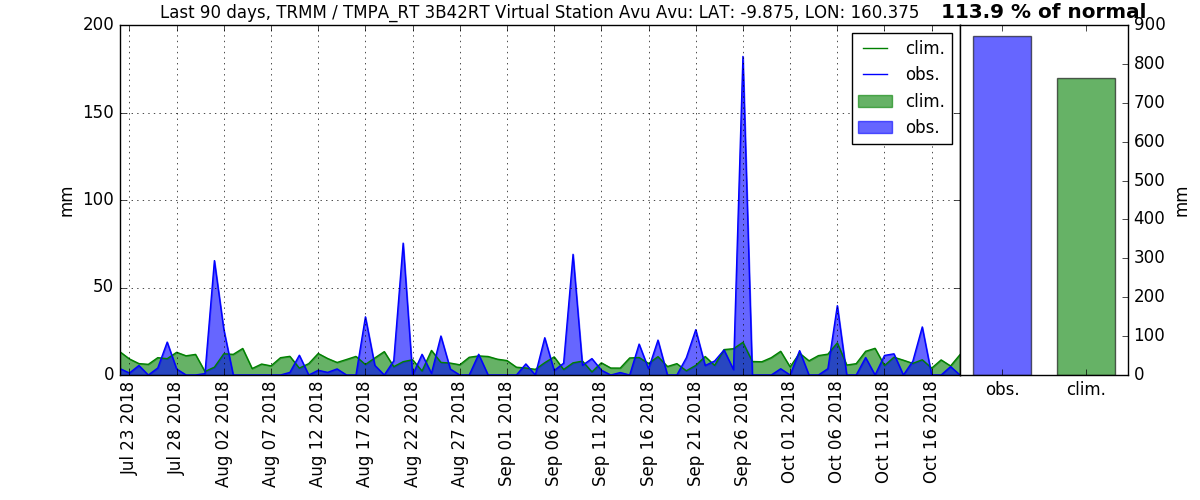 Last 90 days, TRMM / TMPA_RT 3B42RT Virtual Station Avu Avu: LAT: -9.875, LON: 160.375
113.9 % of normal
200
150
100
50
0
mm
clim.
obs.
clim.
obs.
900
800
700
600
500
400
300
200
100
0
mm
Jul 23 2018
Jul 28 2018
Aug 02 2018
Aug 07 2018
Aug 12 2018
Aug 17 2018
Aug 22 2018
Aug 27 2018
Sep 01 2018
Sep 06 2018
Sep 11 2018
Sep 16 2018
Sep 21 2018
Sep 26 2018
Oct 01 2018
Oct 06 2018
Oct 11 2018
Oct 16 2018
obs.
clim.